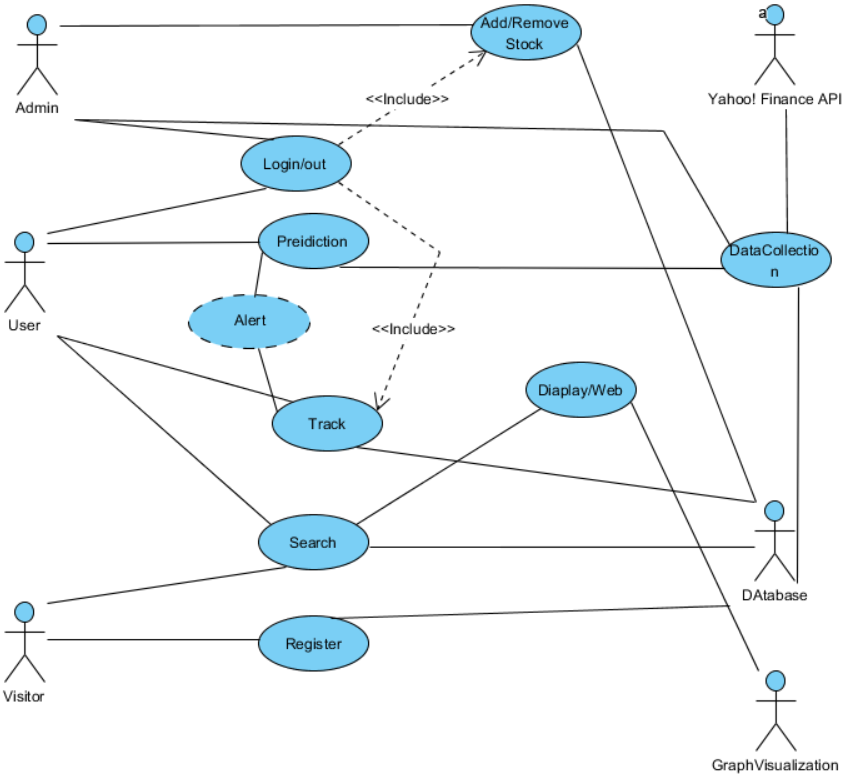 Add/Remove
Stock
a
Admin
<<Include>>
Yahoo! Finance API
Login/out
Preidiction
DataCollectio
n
Alert
User
<<Include>>
Diaplay/Web
Track
Search
DAtabase
Register
Visitor
GraphVisualization